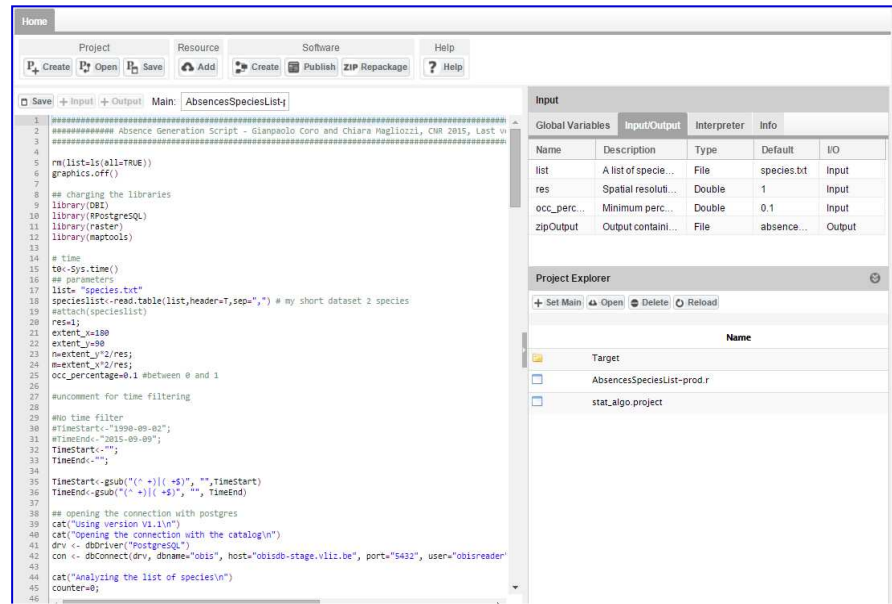 Home
Project Resource Software Help
Create Open Save Add Create Publish ZIP Repackage ? Help
Save + Input + Output Main: AbsencesSpeciesList-p
Input
Global Variables Input/Output Interpreter Info
Name Description Type Default I/O
list A list of specie... File species.txt Input
res Spatial resoluti... Double 1 Input
occ_perc... Minimum perc... Double 0.1 Input
zipOutput Output containi... File absence... Output
Project Explorer
+ Set Main Open Delete Reload
Name
Target
AbsencesSpeciesList-prod.r
stat_algo.project
1
2 ############# Absence Generation Script - Gianpaolo Coro and Chiara Magliozzi, CNR 2015, Last
3
4
5 rm(list=ls(all=TRUE))
6 graphics.off()
7
8 ## charging the libraries
9 library(DBI)
10 library(RPostgreSQL)
11 library(raster)
12 library(maptools)
13
14 # time
15 t0<-Sys.time()
16 ## parameters
17 list= "species.txt"
18 specieslist<-read.table(list,header=T,sep=",") # my short dataset 2 species
19 #attach(specieslist)
20 res=1;
21 extent_x=180
22 extent_y=90
23 n=extent_y*2/res;
24 m=extent_x*2/res;
25 occ_percentage=0.1 #between 0 and 1
26
27 #uncomment for time filtering
28
29 #No time filter
30 #TimeStart<-"1990-09-02";
31 #TimeEnd<-"2015-09-09";
32 TimeStart<-"";
33 TimeEnd<-"";
34
35 TimeStart<-gsub("(^ +)|( +$)", "",TimeStart)
36 TimeEnd<-gsub("(^ +)|( +$)", "", TimeEnd)
37
38 ## opening the connection with postgres
39 cat("Using version V1.1\n")
40 cat("Opening the connection with the catalog\n")
41 drv <- dbDriver("PostgreSQL")
42 con <- dbConnect(drv, dbname="obis", host="obisdb-stage.vliz.be", port="5432", user="obisreader"
43
44 cat("Analyzing the list of species\n")
45 counter=0;
46